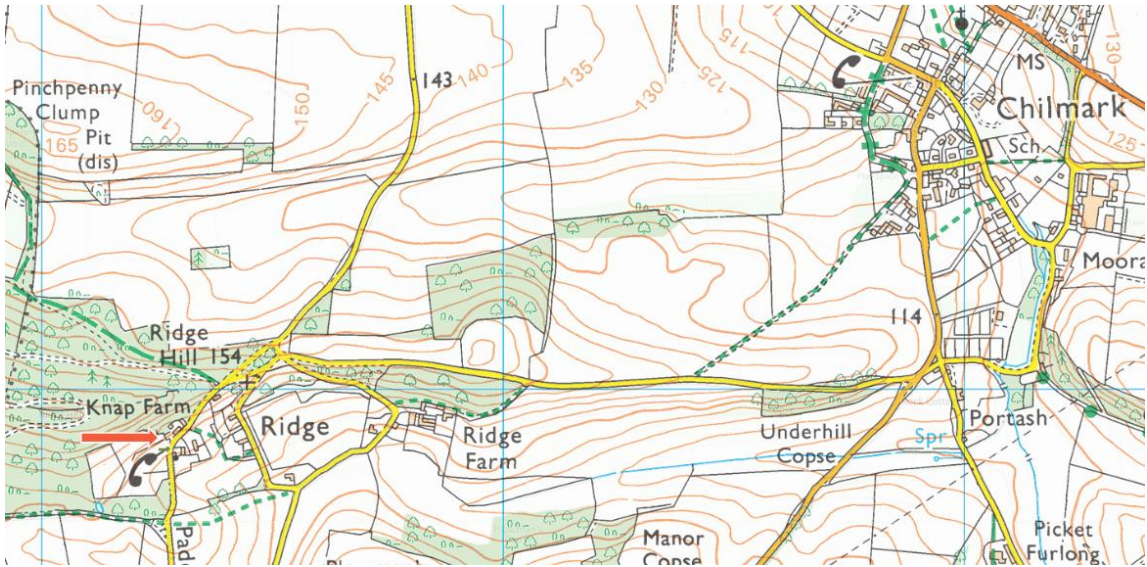 115
130
143
140
135
125
130
MS
145
Pinchpenny
Clump
Pit
(dis)
160
150
165
Chilmark
125
Sch
Moora
114
Ridge
Hill 154
Knap Farm
Ridge
Ridge
Farm
Underhill
Copse
Spr
Portash
Manor
Copse
Picket
Furlong